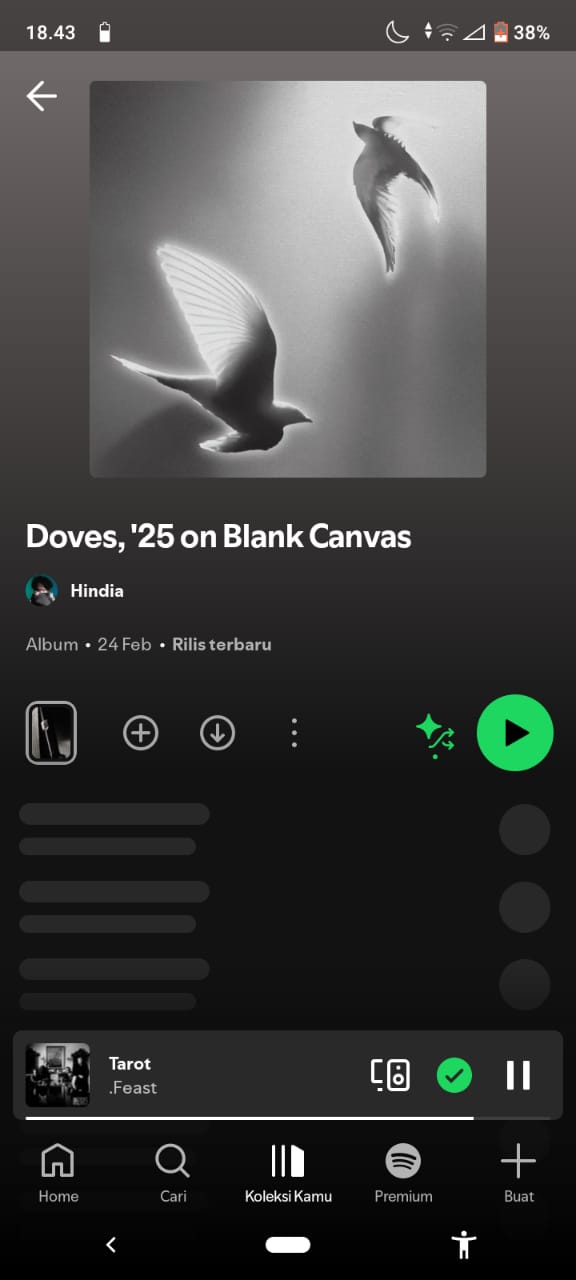 18.43
38%
Doves, '25 on Blank Canvas
Hindia
Album • 24 Feb • Rilis terbaru
Tarot
.Feast
Home
Cari
Koleksi Kamu
Premium
Buat